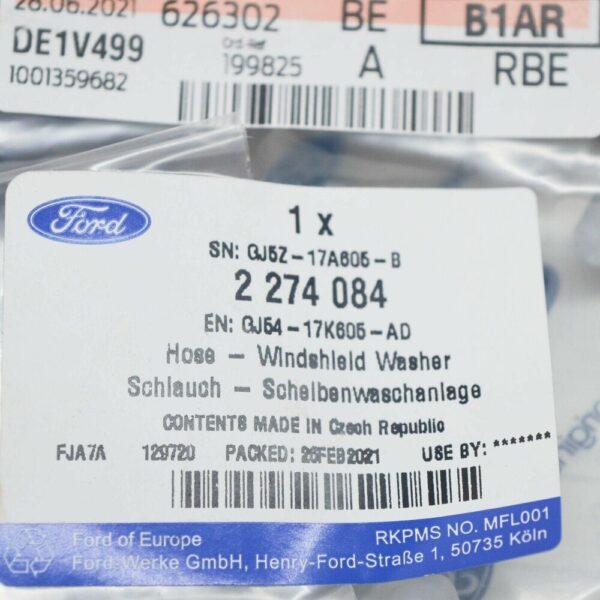 28.06.2021 626302 BE B1AR
DE1V499 Ord-Ref
199825 A RBE
1001359682
Ford
1 x
SN: GJ5Z-17A605-B
2 274 084
EN: GJ54-17K605-AD
Hose - Windshield Washer
Schlauch - Scheibenwaschanlage
CONTENTS MADE IN Czech Republic
FJA7A 129720 PACKED: 26FEB2021 USE BY: *******
Ford of Europe RKPMS NO. MFL001
Ford-Werke GmbH, Henry-Ford-Straße 1, 50735 Köln